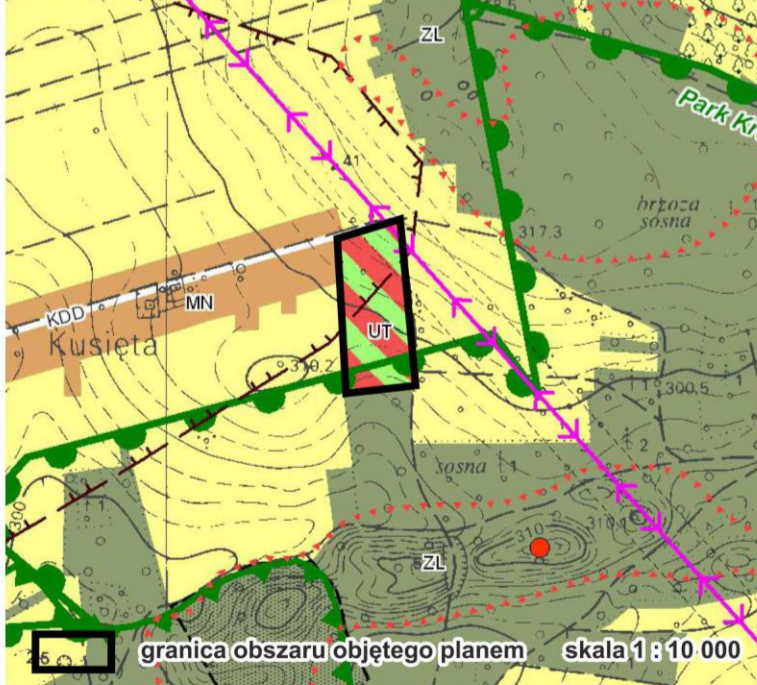 ZL
Park Kr
41
brzoza
sosna
317.3
MN
KDD
Kusięta
UT
310.2
300.5
sosna
1
2
300
1
310
310.1
ZL
granica obszaru objętego planem
skala 1 : 10 000